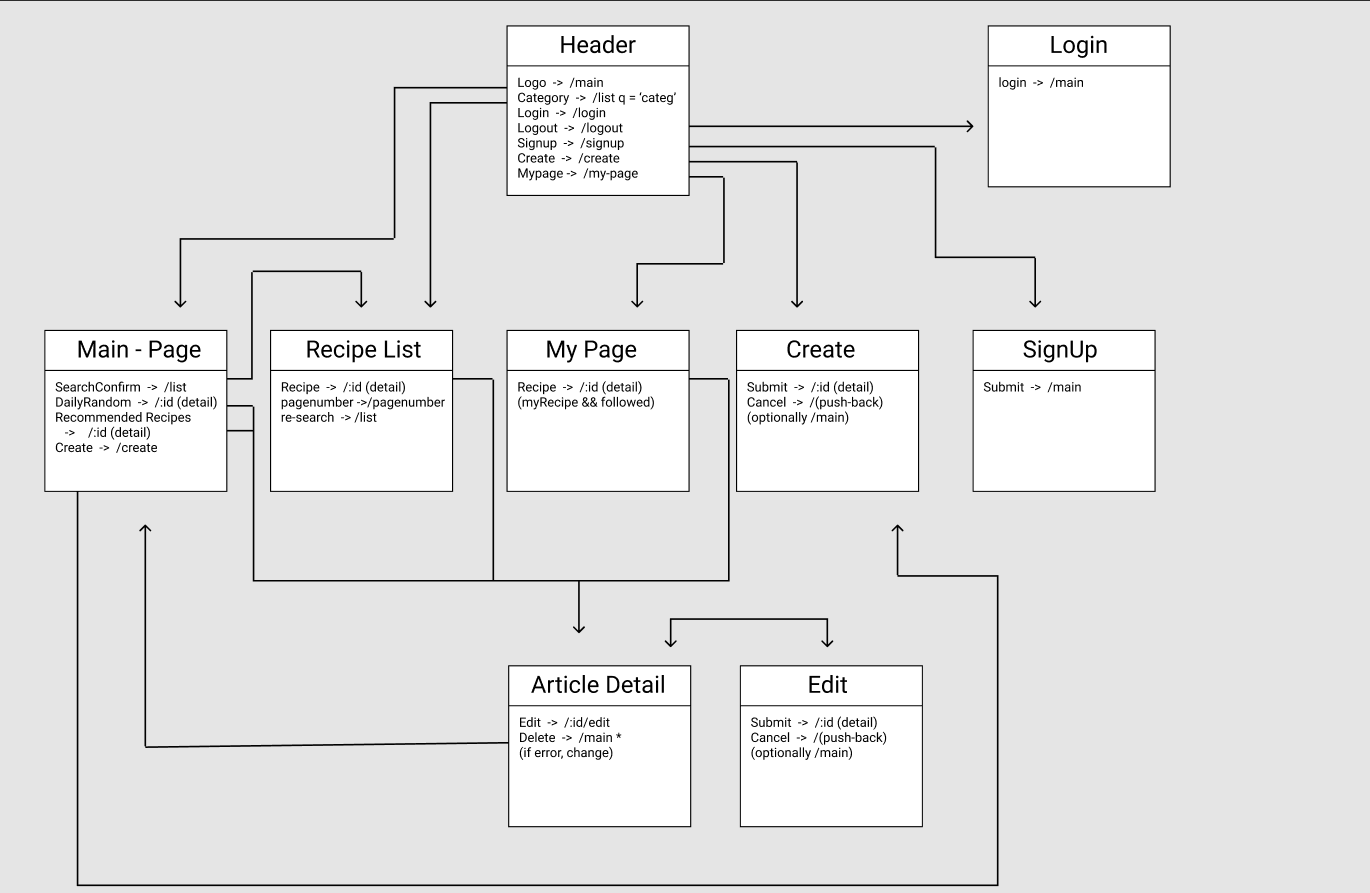 Header
Logo -> /main
Category -> /list q = ‘categ’
Login -> /login
Logout -> /logout
Signup -> /signup
Create -> /create
Mypage -> /my-page
Login
login -> /main
Main - Page
SearchConfirm -> /list
DailyRandom -> /:id (detail)
Recommended Recipes
-> /:id (detail)
Create -> /create
Recipe List
Recipe -> /:id (detail)
pagenumber ->/pagenumber
re-search -> /list
My Page
Recipe -> /:id (detail)
(myRecipe && followed)
Create
Submit -> /:id (detail)
Cancel -> /(push-back)
(optionally /main)
SignUp
Submit -> /main
Article Detail
Edit -> /:id/edit
Delete -> /main *
(if error, change)
Edit
Submit -> /:id (detail)
Cancel -> /(push-back)
(optionally /main)